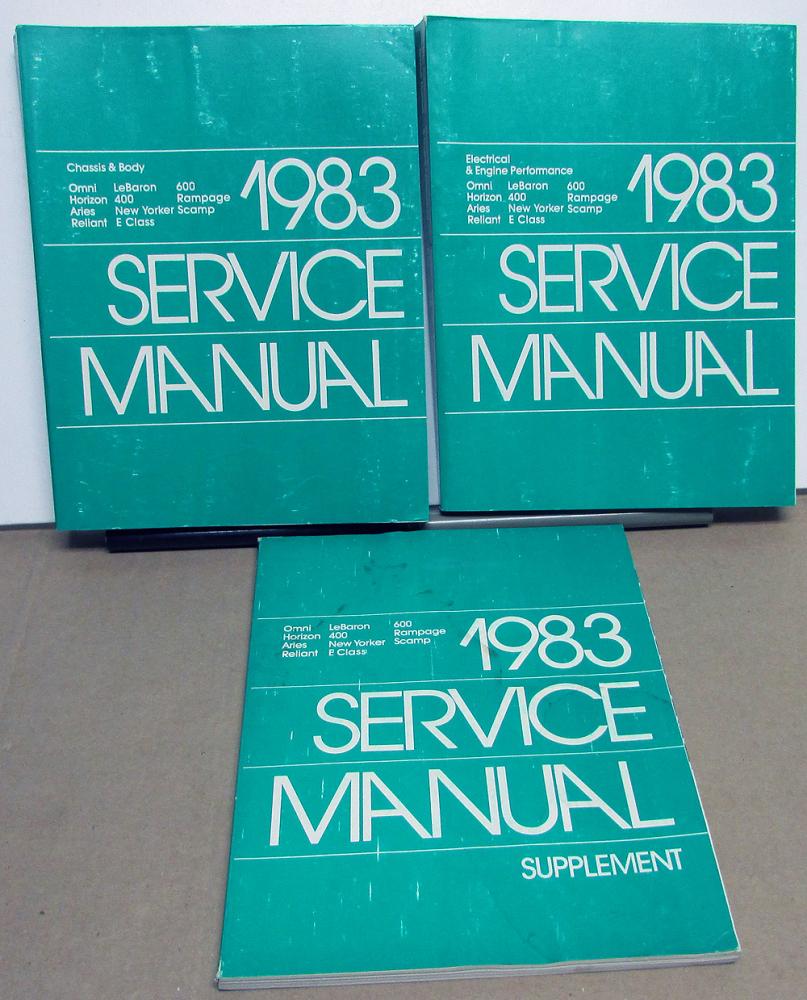 Chassis & Body
Omni LeBaron 600
Horizon 400 Rampage
Aries New Yorker Scamp
Reliant E Class
1983
SERVICE
MANUAL
Electrical
& Engine Performance
Omni LeBaron 600
Horizon 400 Rampage
Aries New Yorker Scamp
Reliant E Class
1983
SERVICE
MANUAL
Omni LeBaron 600
Horizon 400 Rampage
Aries New Yorker Scamp
Reliant E Class
1983
SERVICE
MANUAL
SUPPLEMENT